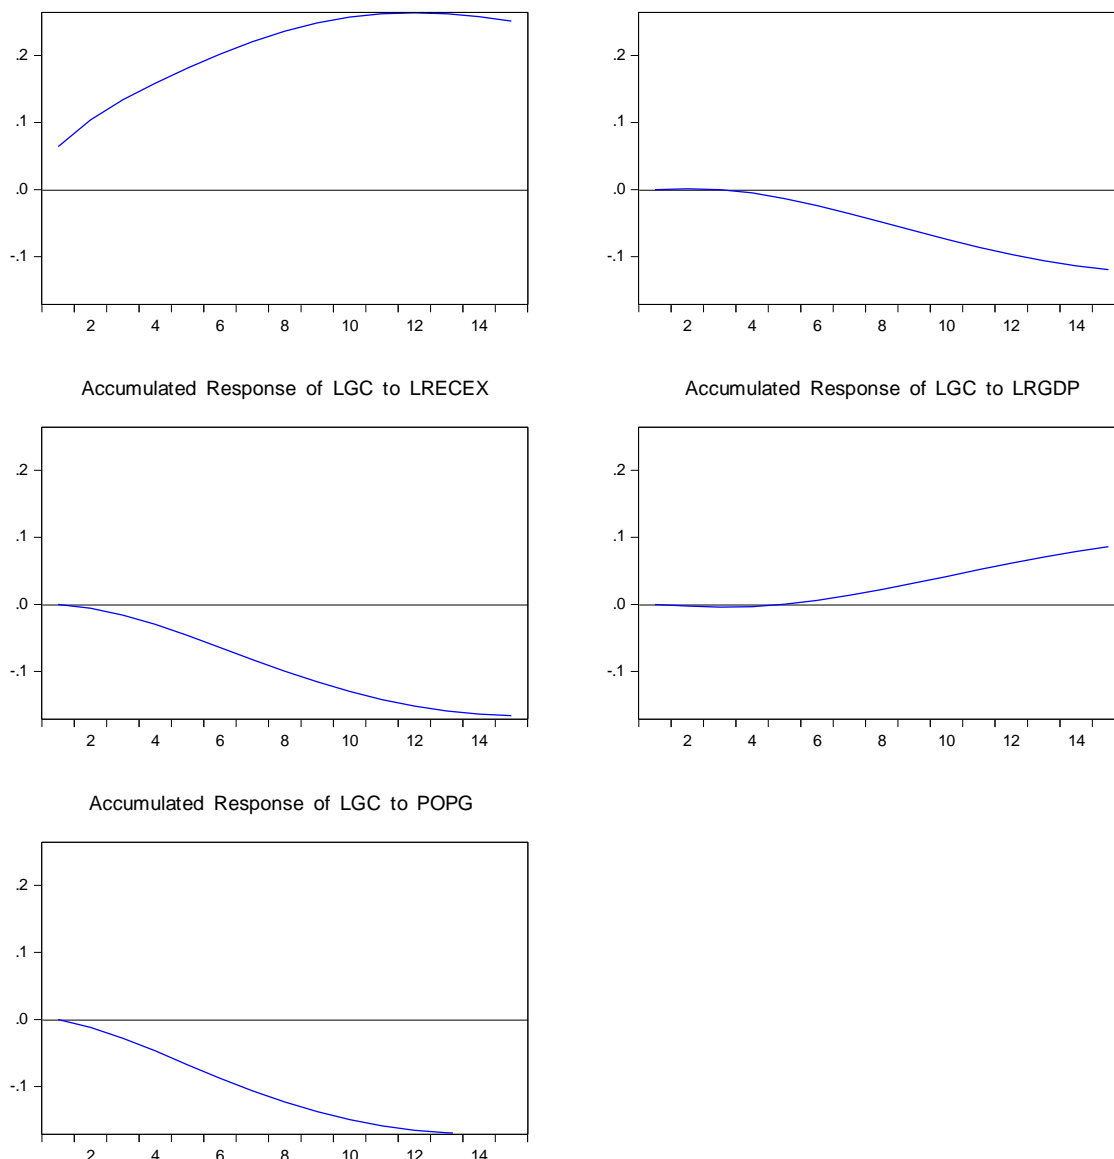 .2
.1
.0
-.1
2 4 6 8 10 12 14
.2
.1
.0
-.1
2 4 6 8 10 12 14
Accumulated Response of LGC to LRECEX
.2
.1
.0
-.1
2 4 6 8 10 12 14
Accumulated Response of LGC to LRGDP
.2
.1
.0
-.1
2 4 6 8 10 12 14
Accumulated Response of LGC to POPG
.2
.1
.0
-.1
2 4 6 8 10 12 14